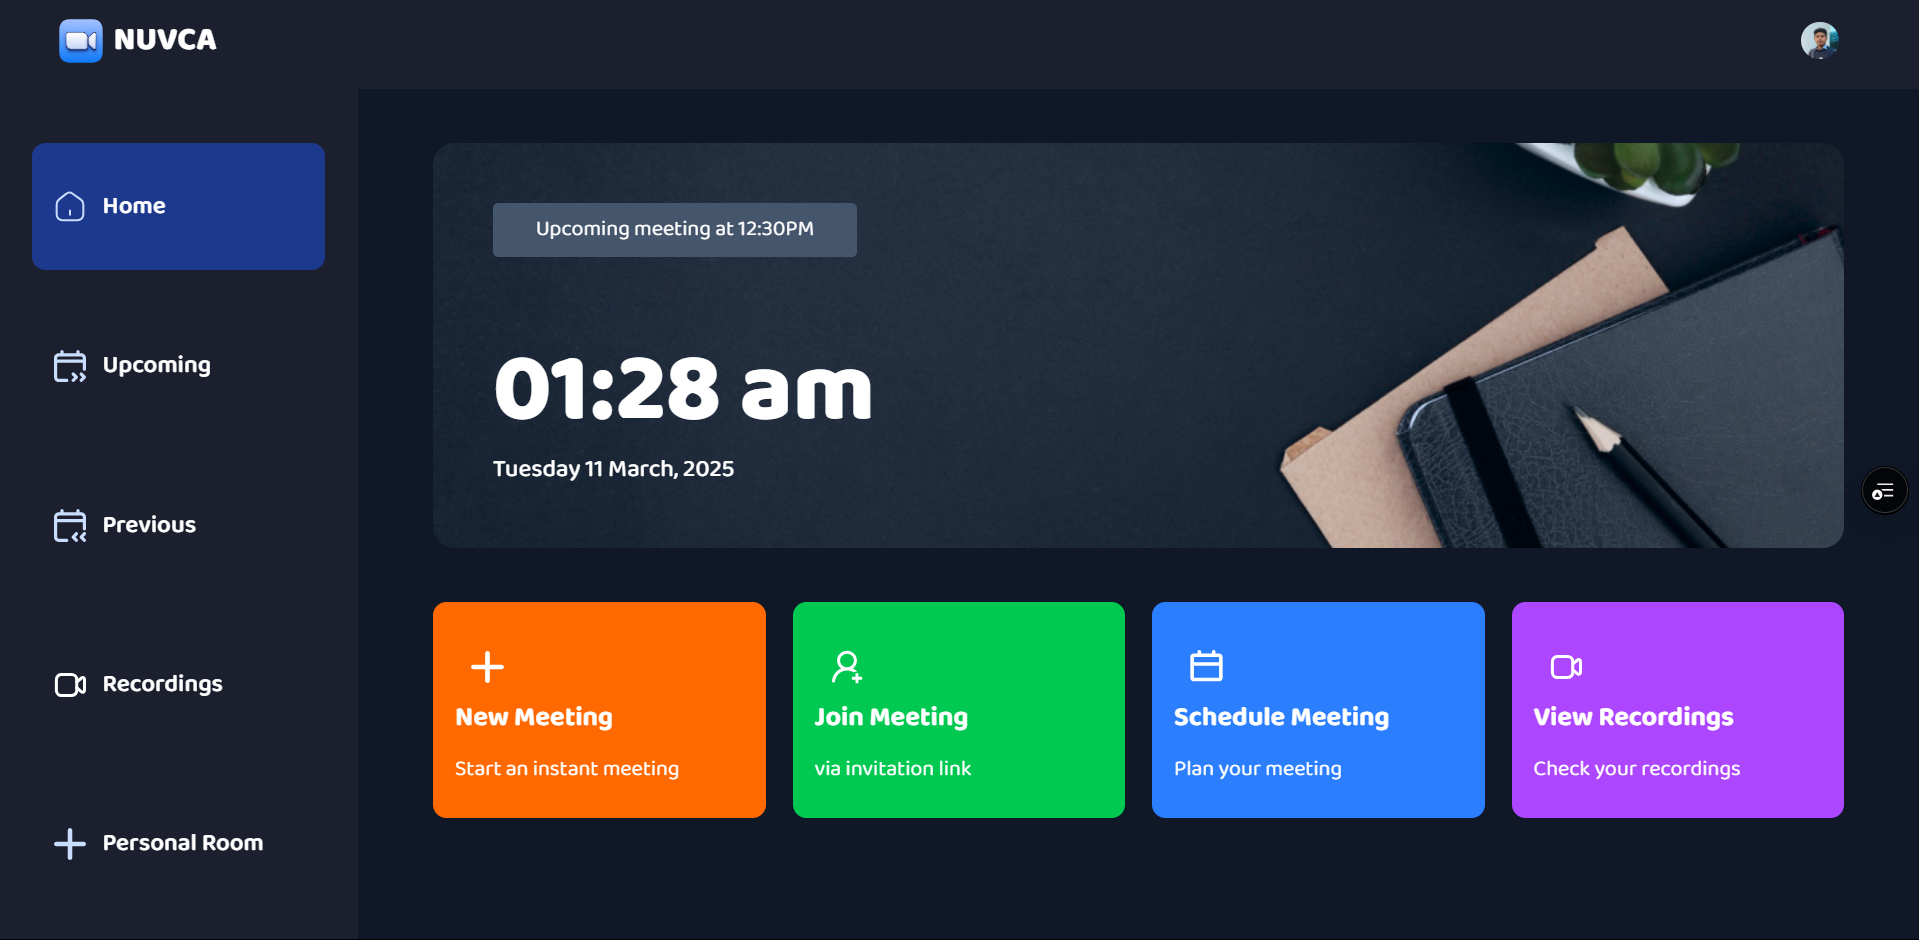 NUVCA
Home
Upcoming
Previous
Recordings
Personal Room
Upcoming meeting at 12:30PM
01:28 am
Tuesday 11 March, 2025
New Meeting
Start an instant meeting
Join Meeting
via invitation link
Schedule Meeting
Plan your meeting
View Recordings
Check your recordings